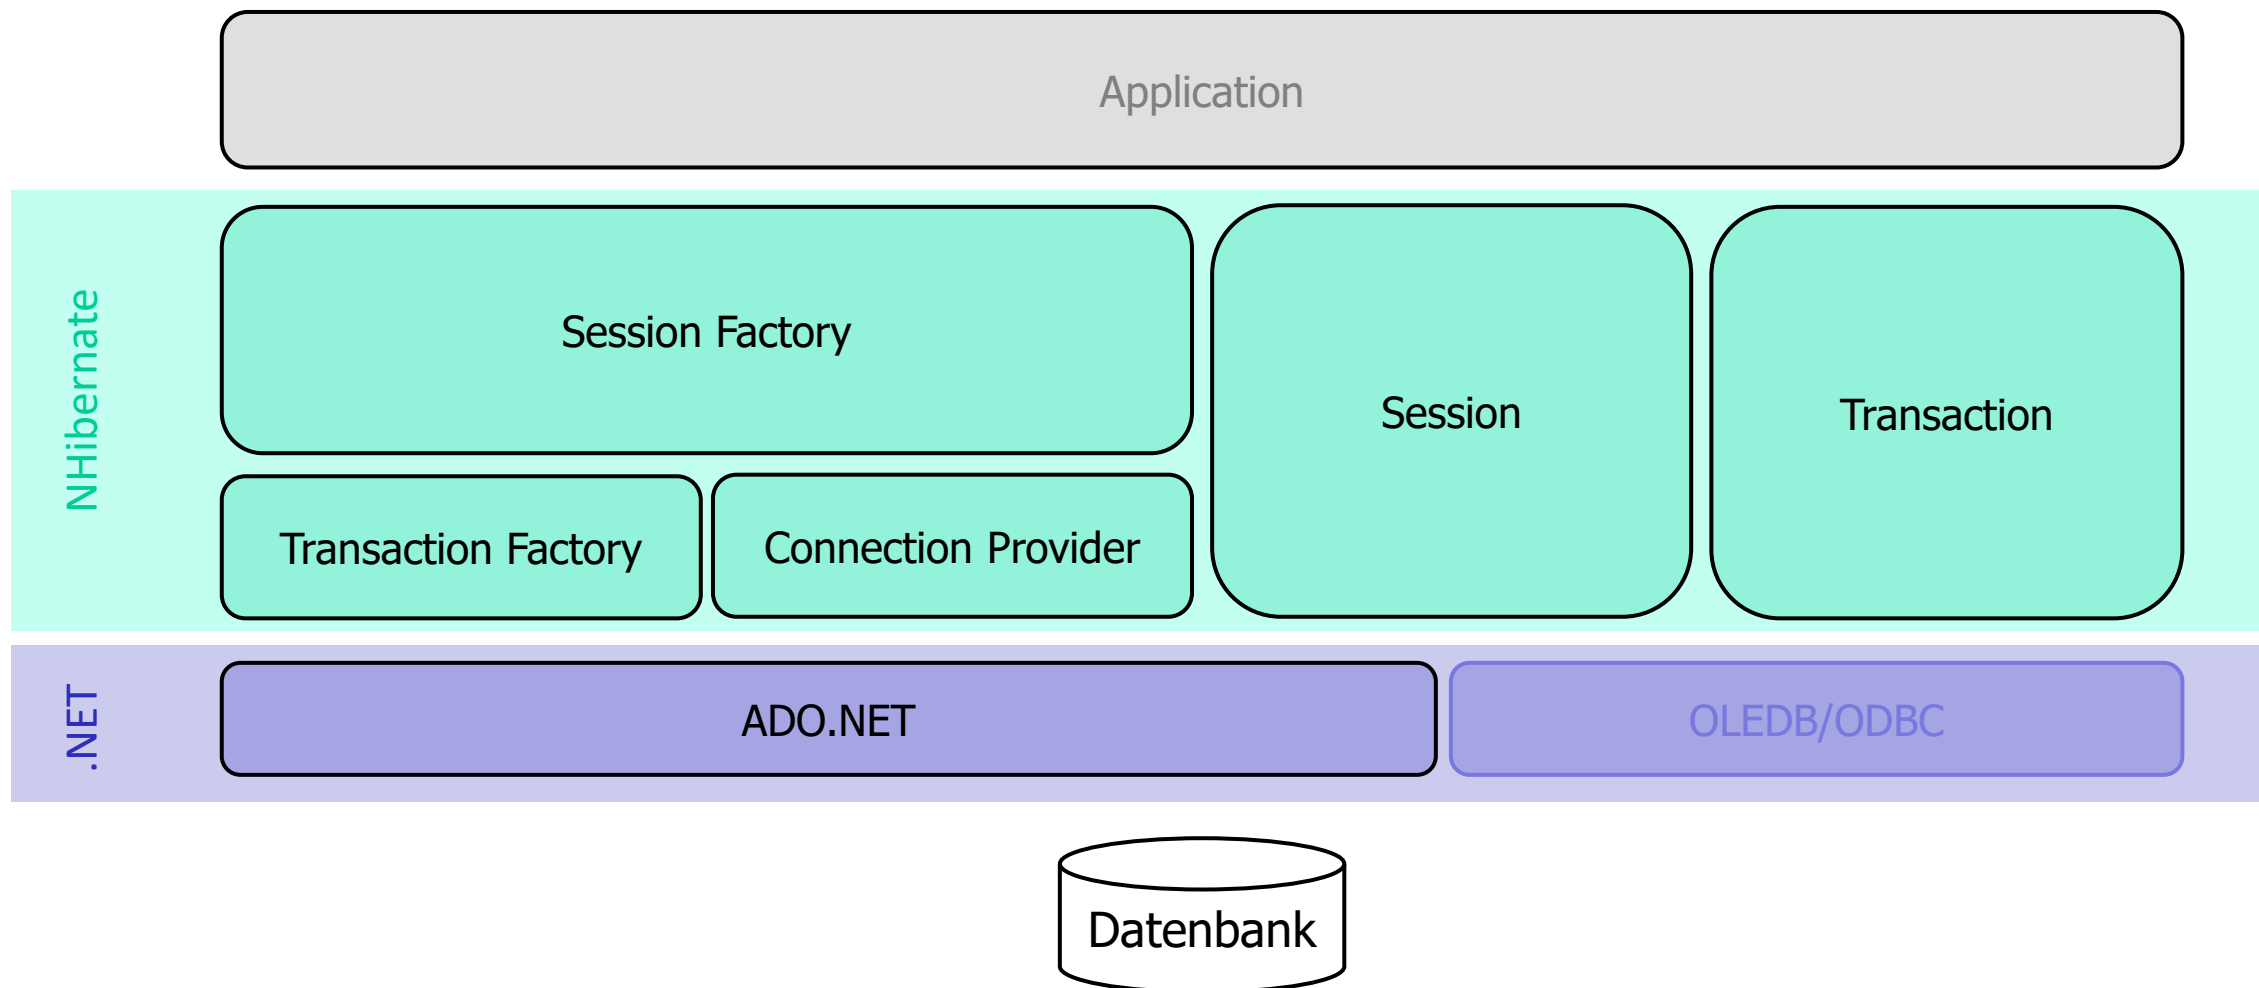 Application
NHibernate
Session Factory
Session
Transaction
Transaction Factory
Connection Provider
.NET
ADO.NET
OLEDB/ODBC
Datenbank